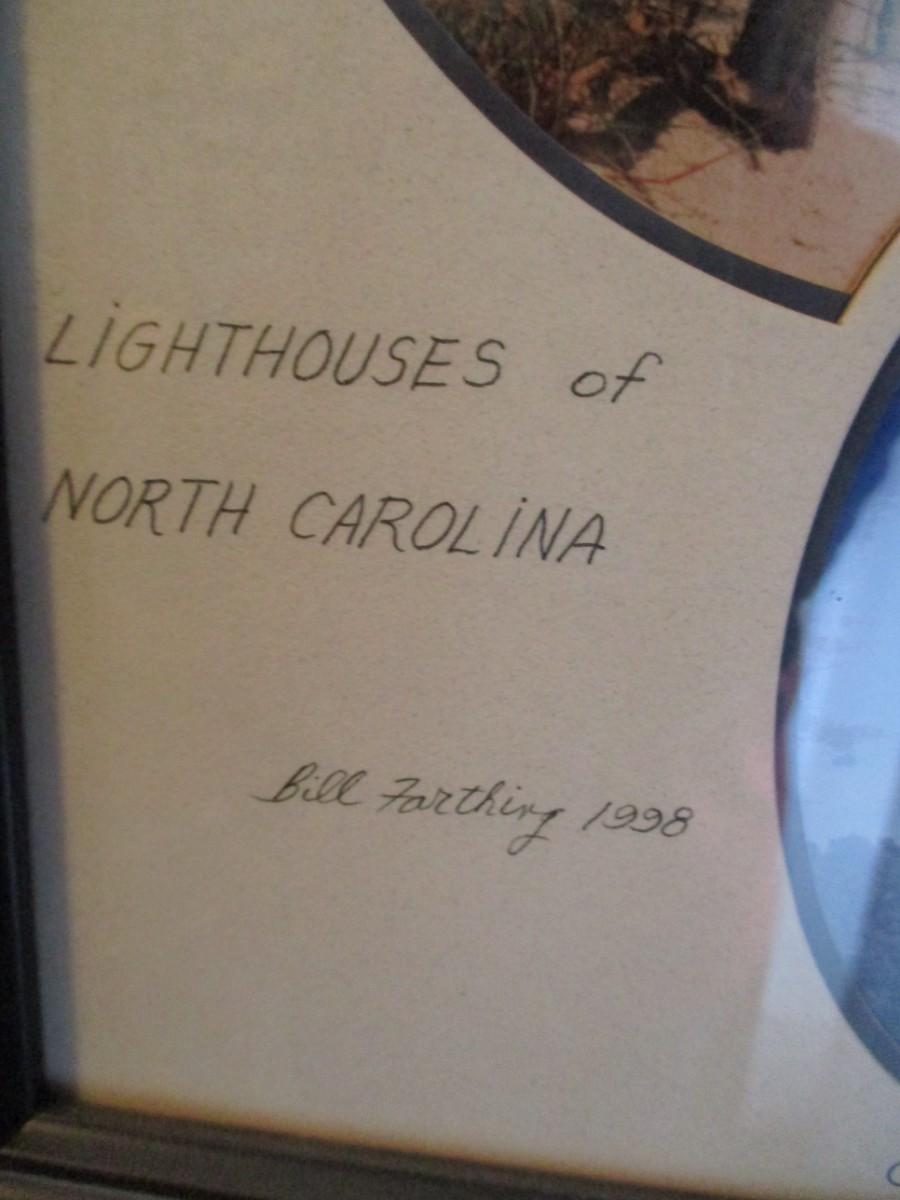 LiGHTHOUSES of
NORTH CAROLiNA
Bill Farthing 1998